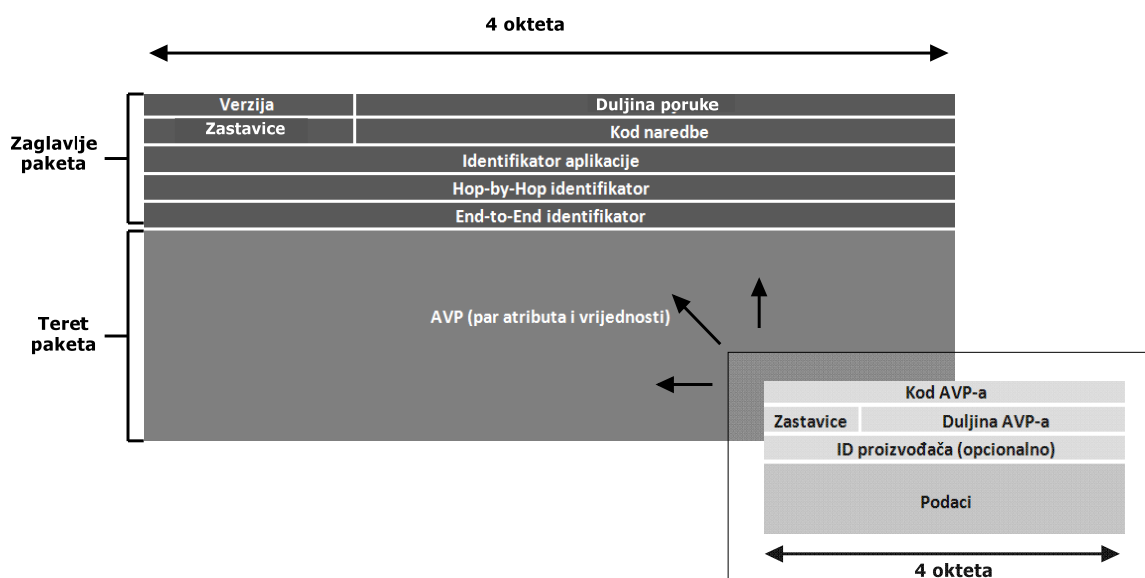 4 okteta
Zaglavlje
paketa
Verzija
Duljina poruke
Zastavice
Kod naredbe
Identifikator aplikacije
Hop-by-Hop identifikator
End-to-End identifikator
Teret
paketa
AVP (par atributa i vrijednosti)
Kod AVP-a
Zastavice
Duljina AVP-a
ID proizvođača (opcionalno)
Podaci
4 okteta